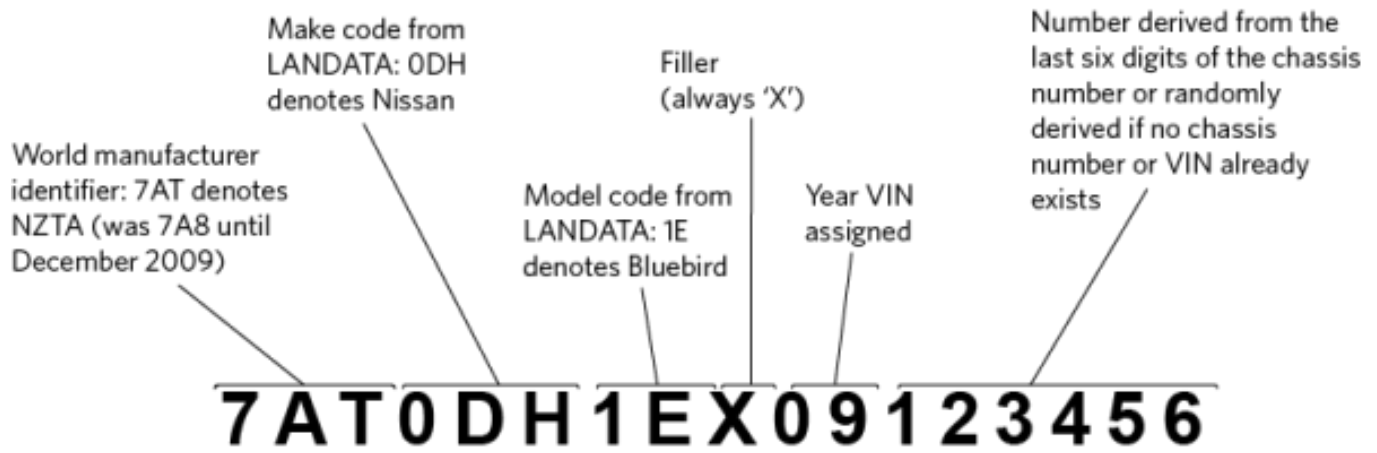 World manufacturer
identifier: 7AT denotes
NZTA (was 7A8 until
December 2009)
Make code from
LANDATA: 0DH
denotes Nissan
Model code from
LANDATA: 1E
denotes Bluebird
Filler
(always ‘X’)
Year VIN
assigned
Number derived from the
last six digits of the chassis
number or randomly
derived if no chassis
number or VIN already
exists
7AT0DH1EX09123456